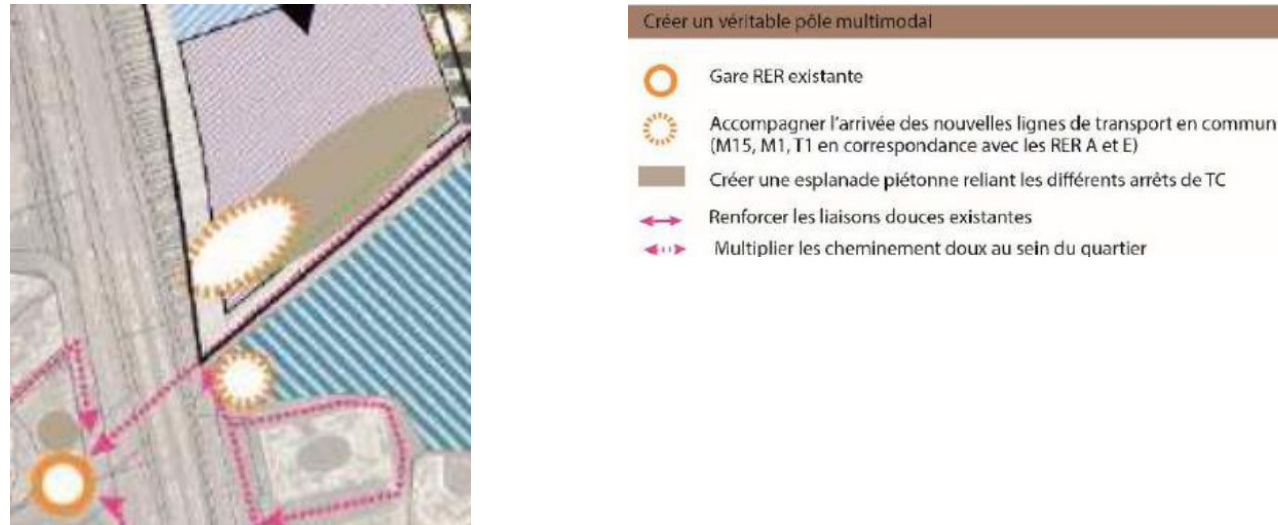 Créer un véritable pôle multimodal
Gare RER existante
Accompagner l'arrivée des nouvelles lignes de transport en commun
(M15, M1, T1 en correspondance avec les RER A et E)
Créer une esplanade piétonne reliant les différents arrêts de TC
Renforcer les liaisons douces existantes
Multiplier les cheminement doux au sein du quartier